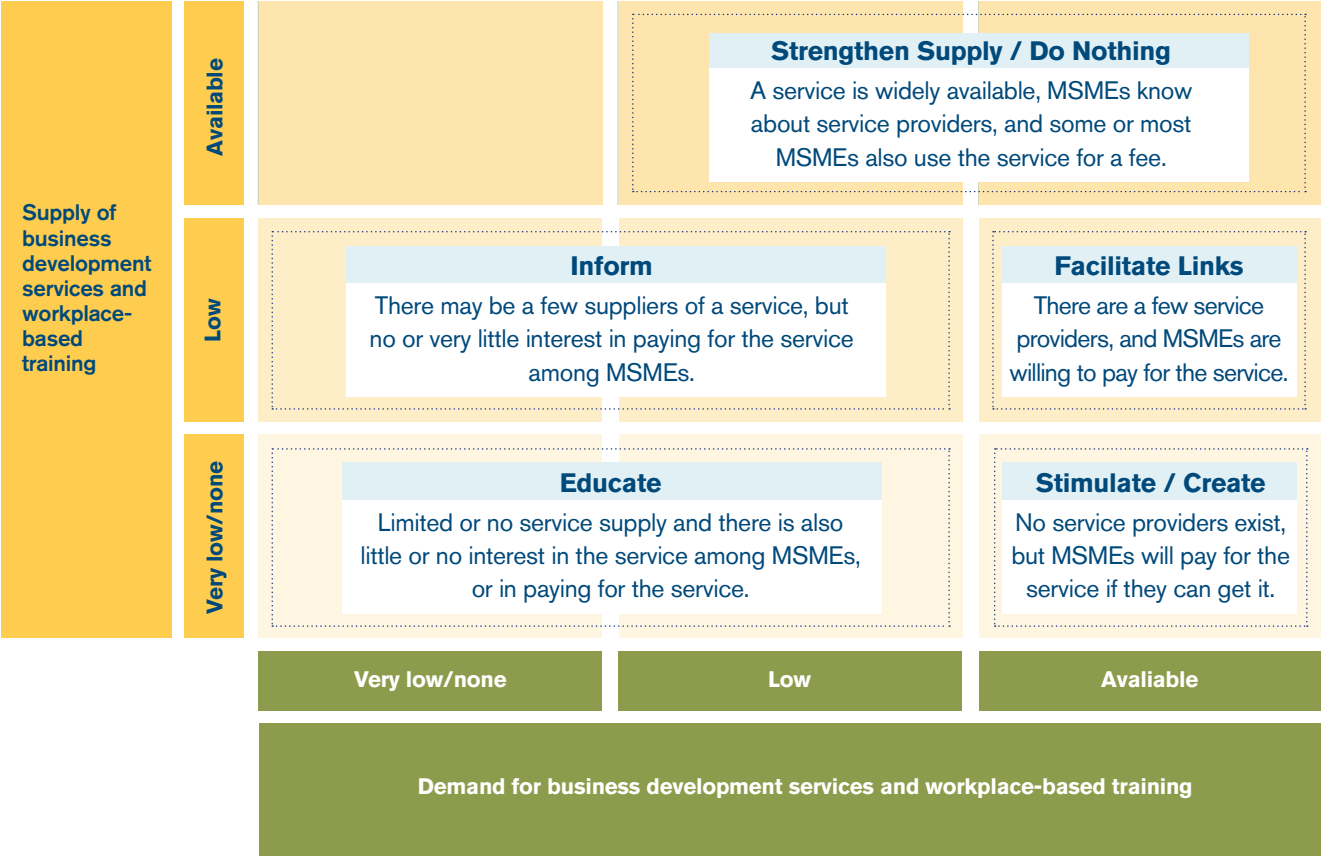 Supply of
business
development
services and
workplace-
based
training
Available
Strengthen Supply / Do Nothing
A service is widely available, MSMEs know
about service providers, and some or most
MSMEs also use the service for a fee.
Low
Inform
There may be a few suppliers of a service, but
no or very little interest in paying for the service
among MSMEs.
Facilitate Links
There are a few service
providers, and MSMEs are
willing to pay for the service.
Very low/none
Educate
Limited or no service supply and there is also
little or no interest in the service among MSMEs,
or in paying for the service.
Stimulate / Create
No service providers exist,
but MSMEs will pay for the
service if they can get it.
Very low/none
Low
Avaliable
Demand for business development services and workplace-based training